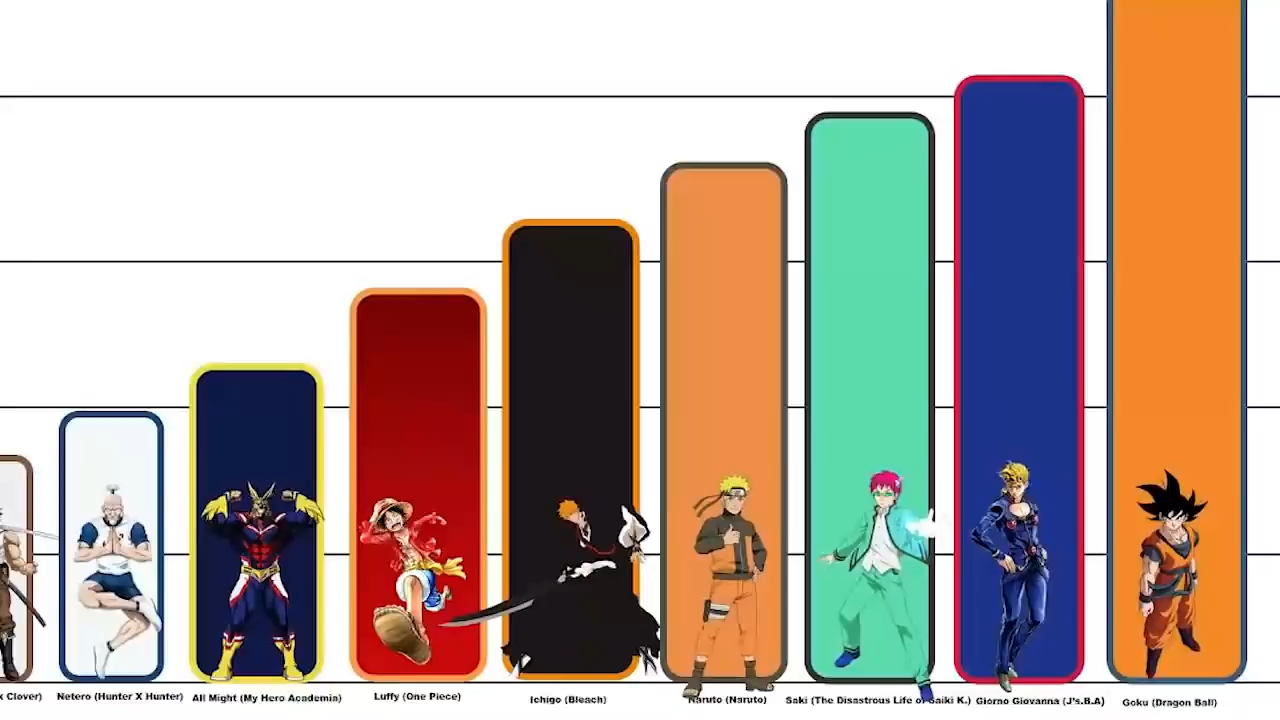 x Clover)
Netero (Hunter X Hunter)
All Might (My Hero Academia)
Luffy (One Piece)
Ichigo (Bleach)
Naruto (Naruto)
Saki (The Disastrous Life of Saiki K.)
Giorno Giovanna (J's.B.A)
Goku (Dragon Ball)